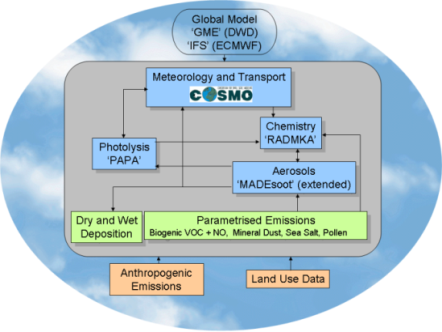 Global Model
‘GME’ (DWD)
‘IFS’ (ECMWF)
Meteorology and Transport
COSMO
Chemistry
‘RADMKA’
Photolysis
‘PAPA’
Aerosols
‘MADEsoot’ (extended)
Dry and Wet
Deposition
Parametrised Emissions
Biogenic VOC + NO, Mineral Dust, Sea Salt, Pollen
Anthropogenic
Emissions
Land Use Data